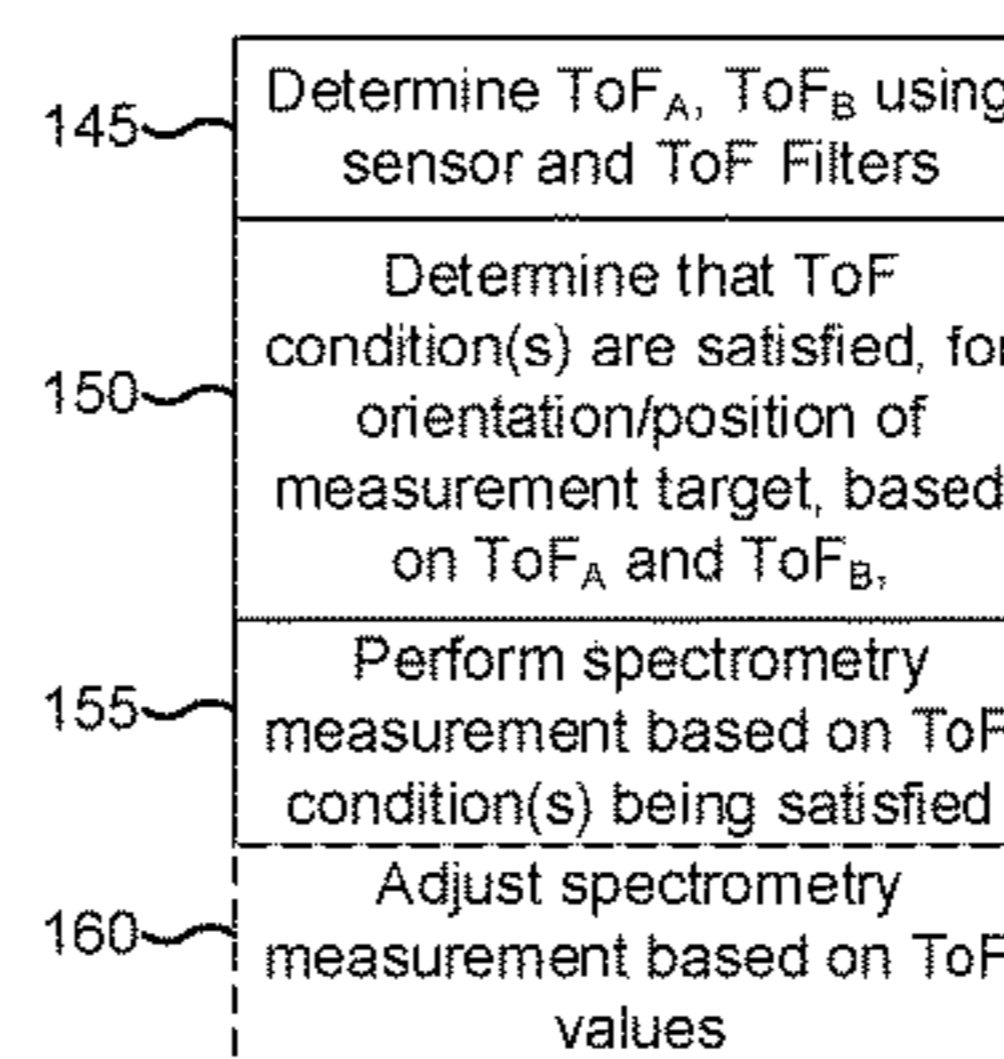 145
Determine ToF_A, ToF_B using
sensor and ToF Filters
150
Determine that ToF
condition(s) are satisfied, for
orientation/position of
measurement target, based
on ToF_A and ToF_B,
155
Perform spectrometry
measurement based on ToF
condition(s) being satisfied
160
Adjust spectrometry
measurement based on ToF
values